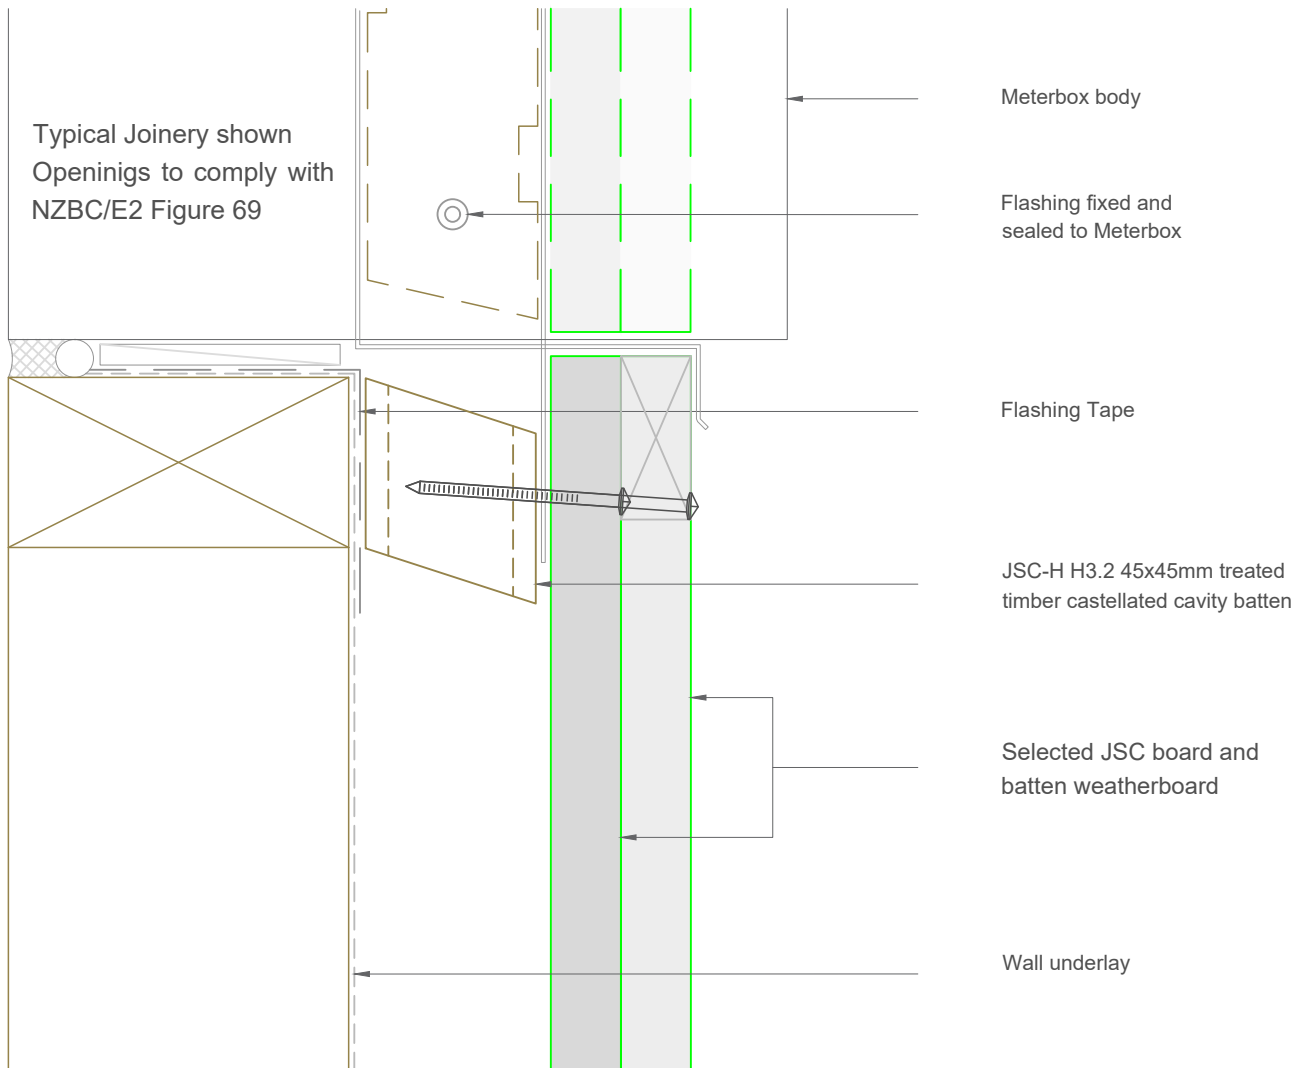 Typical Joinery shown
Openinigs to comply with
NZBC/E2 Figure 69
Meterbox body
Flashing fixed and
sealed to Meterbox
Flashing Tape
JSC-H H3.2 45x45mm treated
timber castellated cavity batten
Selected JSC board and
batten weatherboard
Wall underlay